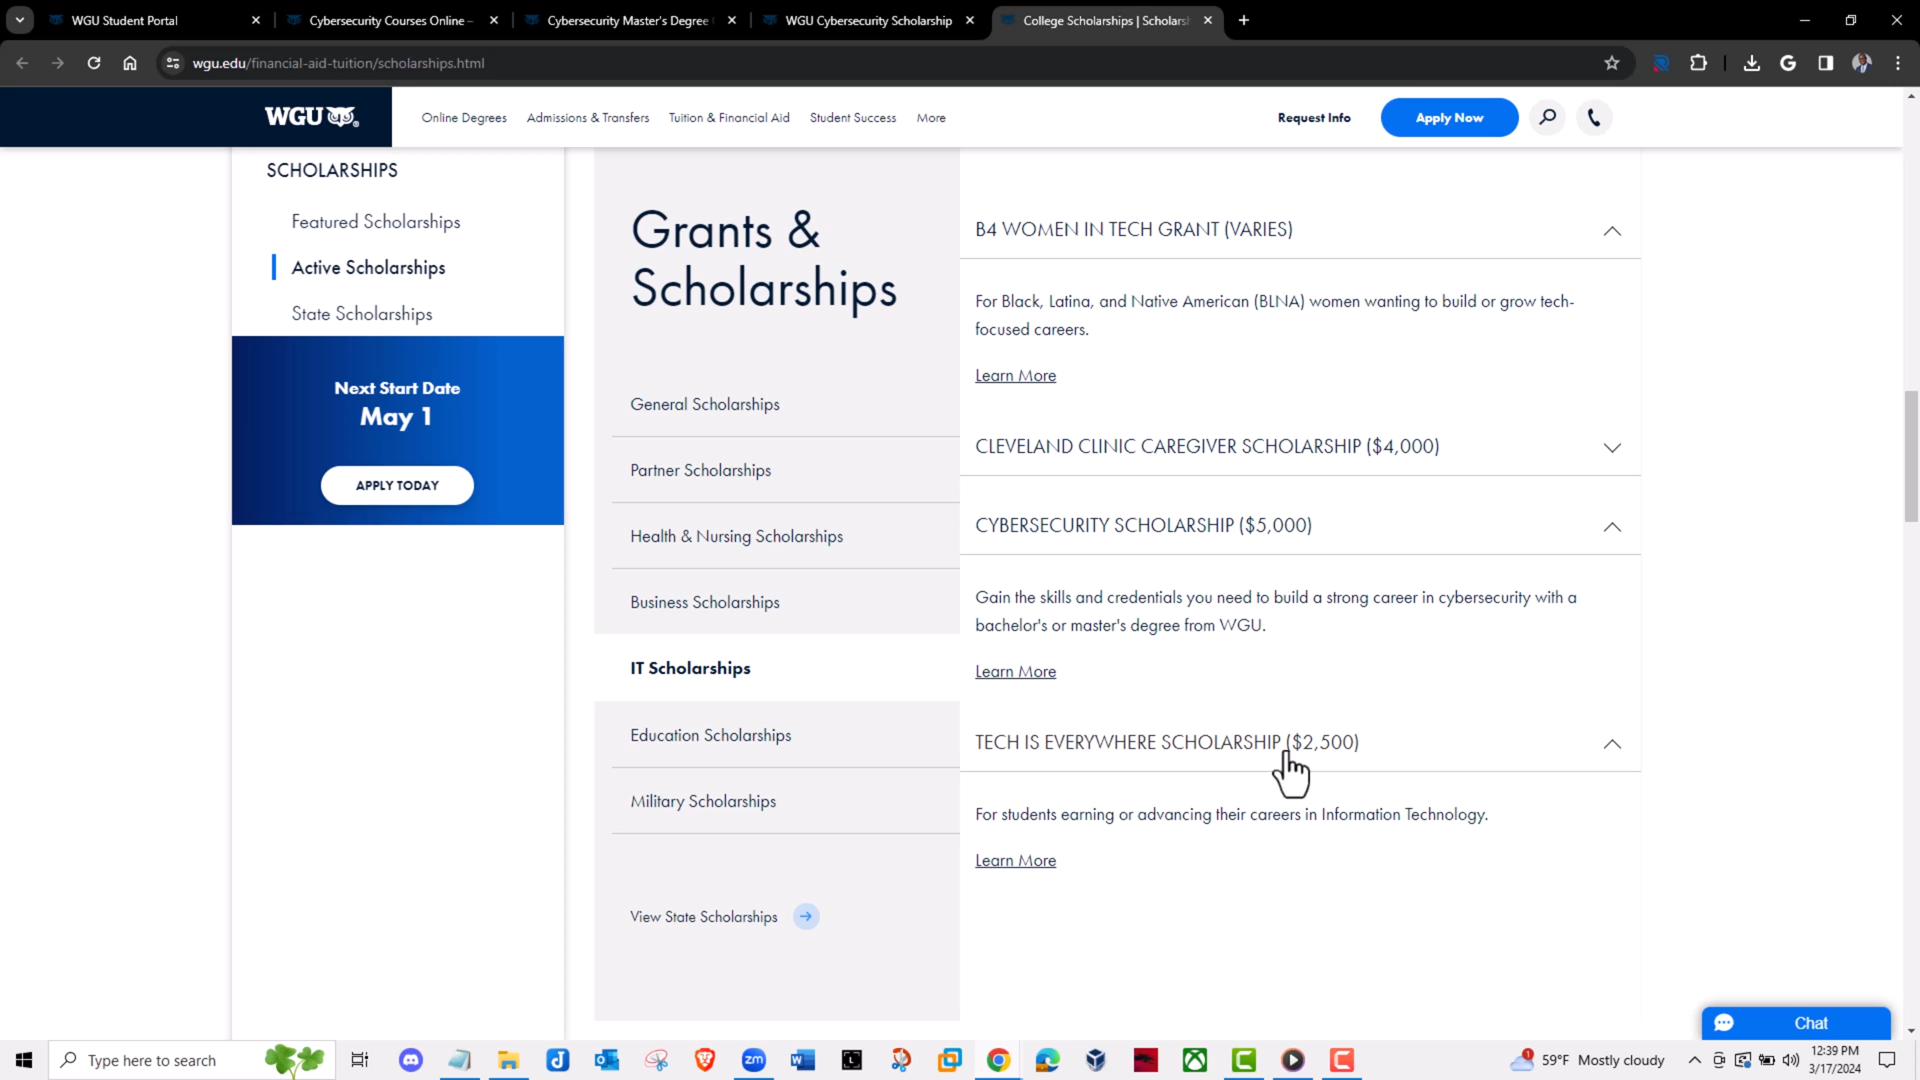 WGU Student Portal
Cybersecurity Courses Online –
Cybersecurity Master's Degree
WGU Cybersecurity Scholarship
College Scholarships | Scholars
wgu.edu/financial-aid-tuition/scholarships.html
WGU
Online Degrees
Admissions & Transfers
Tuition & Financial Aid
Student Success
More
Request Info
Apply Now
SCHOLARSHIPS
Featured Scholarships
Active Scholarships
State Scholarships
Next Start Date
May 1
APPLY TODAY
Grants &
Scholarships
General Scholarships
Partner Scholarships
Health & Nursing Scholarships
Business Scholarships
IT Scholarships
Education Scholarships
Military Scholarships
View State Scholarships
B4 WOMEN IN TECH GRANT (VARIES)
For Black, Latina, and Native American (BLNA) women wanting to build or grow tech-
focused careers.
Learn More
CLEVELAND CLINIC CAREGIVER SCHOLARSHIP ($4,000)
CYBERSECURITY SCHOLARSHIP ($5,000)
Gain the skills and credentials you need to build a strong career in cybersecurity with a
bachelor's or master's degree from WGU.
Learn More
TECH IS EVERYWHERE SCHOLARSHIP ($2,500)
For students earning or advancing their careers in Information Technology.
Learn More
Chat
Type here to search
zm
59°F Mostly cloudy
12:39 PM
3/17/2024